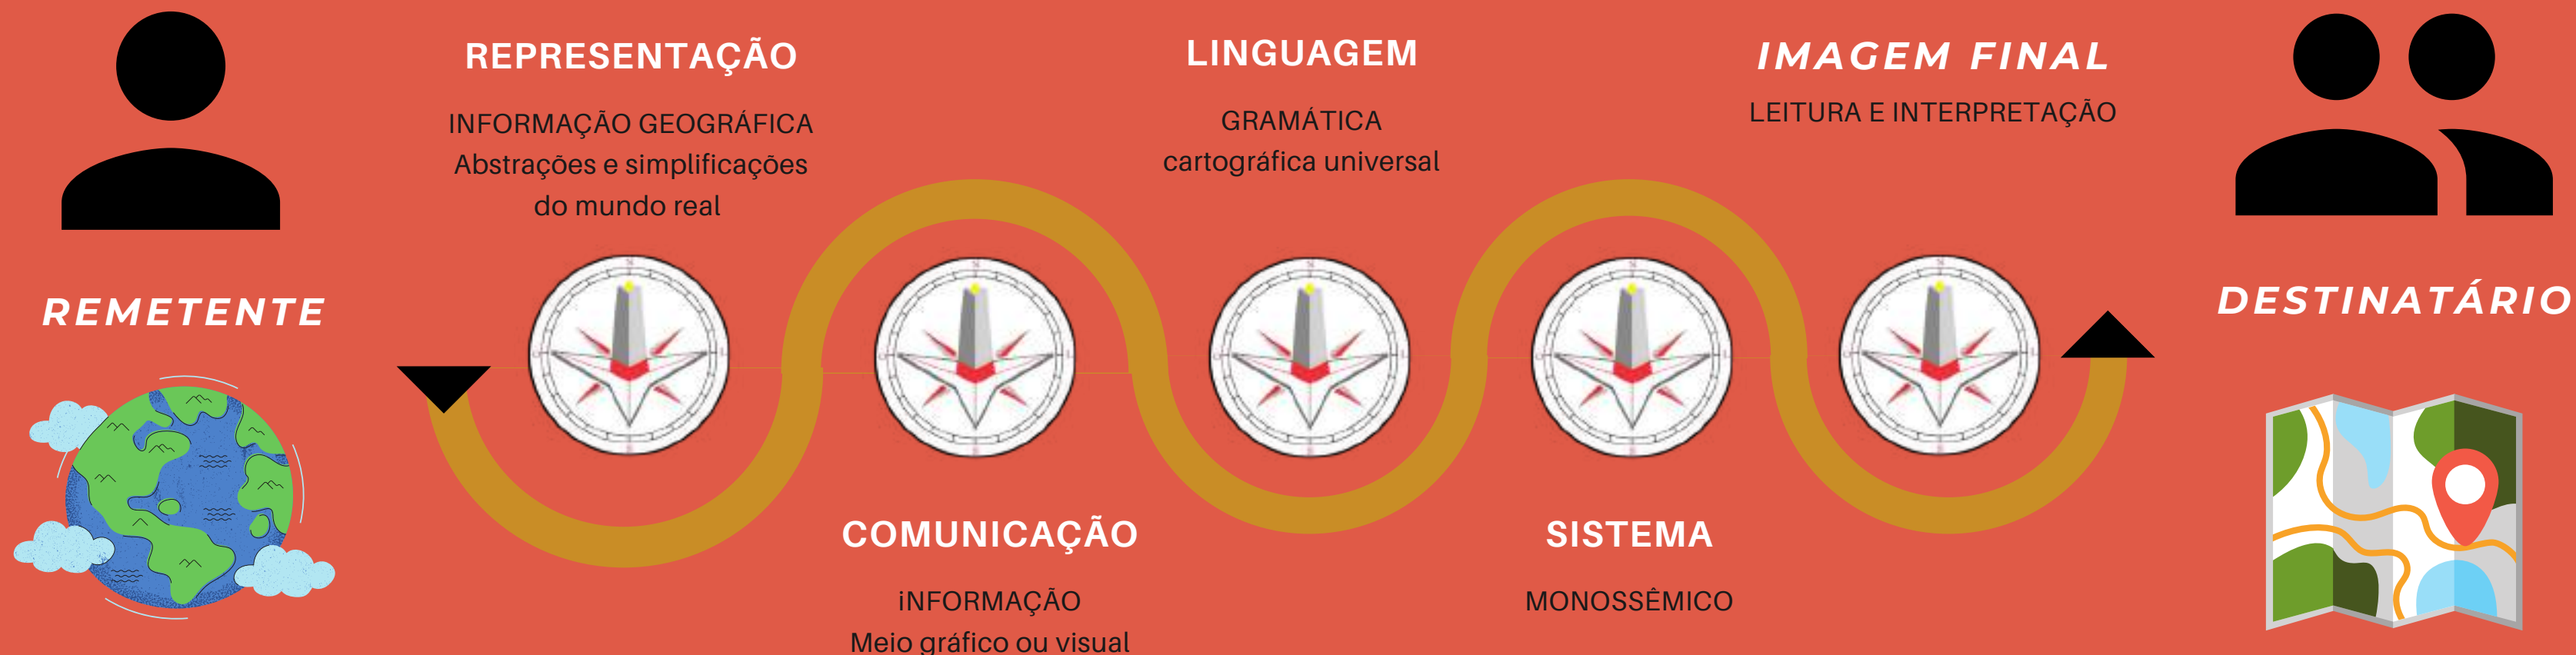 REMETENTE
REPRESENTAÇÃO
INFORMAÇÃO GEOGRÁFICA
Abstrações e simplificações
do mundo real
COMUNICAÇÃO
iNFORMAÇÃO
Meio gráfico ou visual
LINGUAGEM
GRAMÁTICA
cartográfica universal
SISTEMA
MONOSSÊMICO
IMAGEM FINAL
LEITURA E INTERPRETAÇÃO
DESTINATÁRIO